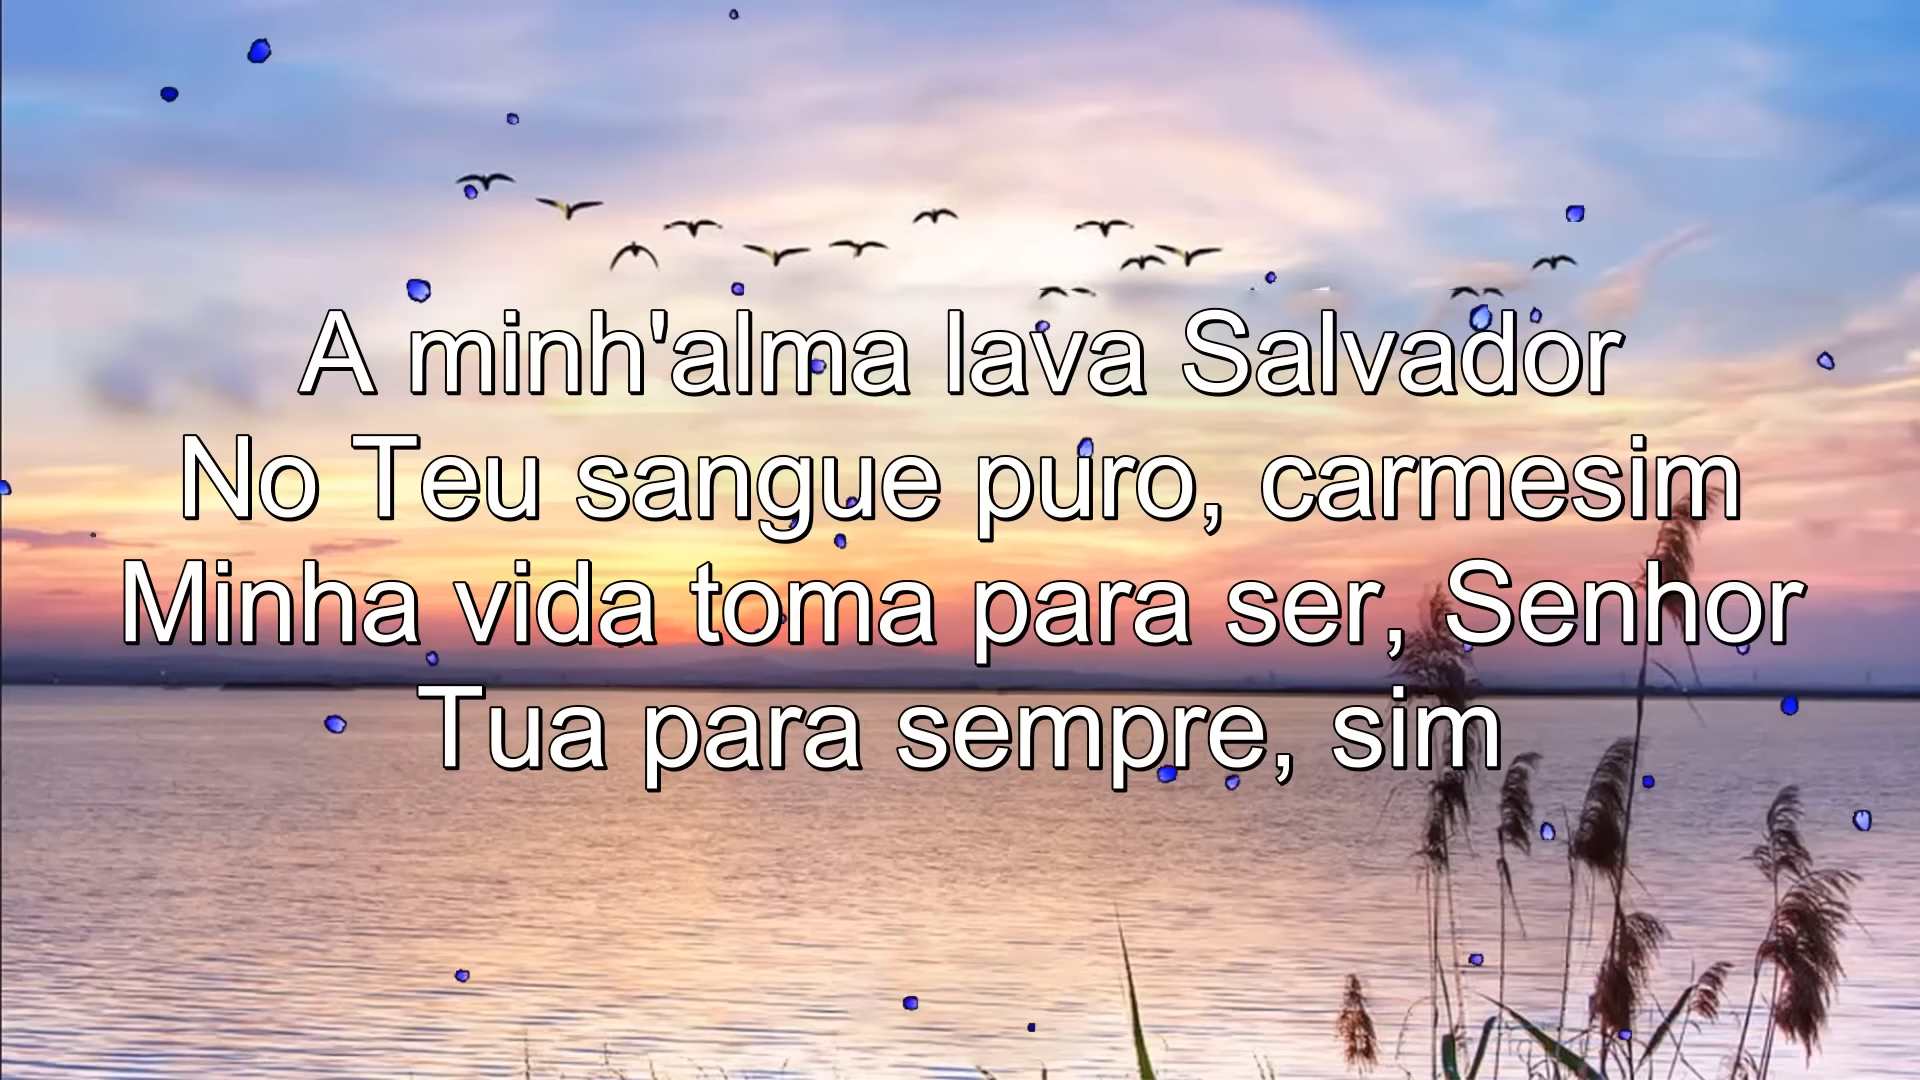 A minh'alma lava Salvador
No Teu sangue puro, carmesim
Minha vida toma para ser, Senhor
Tua para sempre, sim